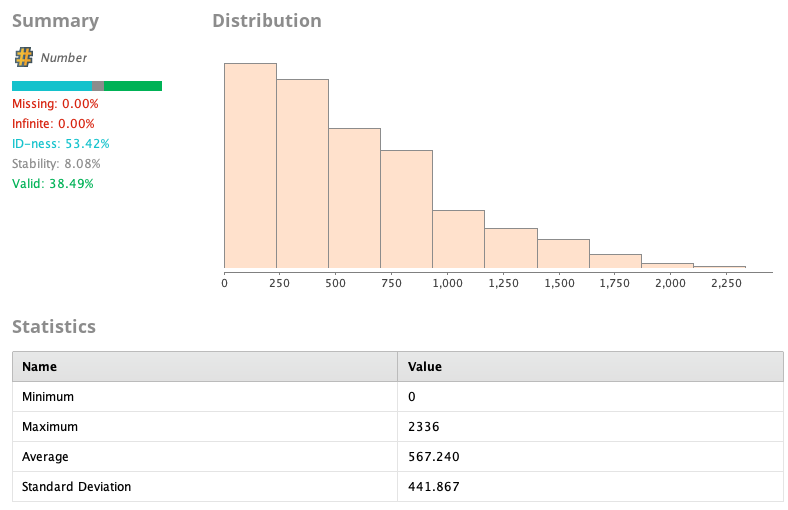 Summary
Distribution
Number
Missing: 0.00%
Infinite: 0.00%
ID-ness: 53.42%
Stability: 8.08%
Valid: 38.49%
0 250 500 750 1,000 1,250 1,500 1,750 2,000 2,250
Statistics
Name Value
Minimum 0
Maximum 2336
Average 567.240
Standard Deviation 441.867